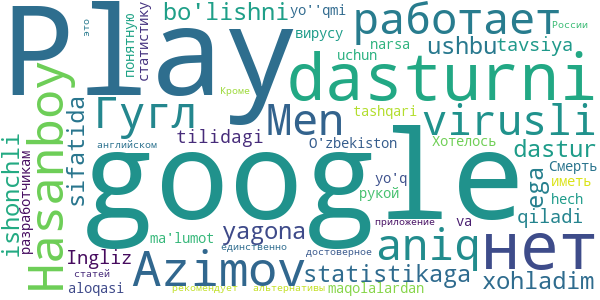 Play
это
понятную
статистику
bo'lishni
yo''qmi
вирусу
работает
России
narsa
ushbu
tavsiya
uchun
Кроме
dasturni
Hasanboy
sifatida
Гугл
tashqari
Men
virusli
ishonchli
разработчикам
английском
tilidagi
O'zbekiston
Хотелось
dastur
google
yo'q
Смерть
рукой
ega
иметь
hech
ma'lumot
yagona
приложение
va
qiladi
aniq
нет
Ingliz
Azimov
единственно
достоверное
статей
statistikaga
xohladim
aloqasi
рекомендует
альтернативы
maqolalardan